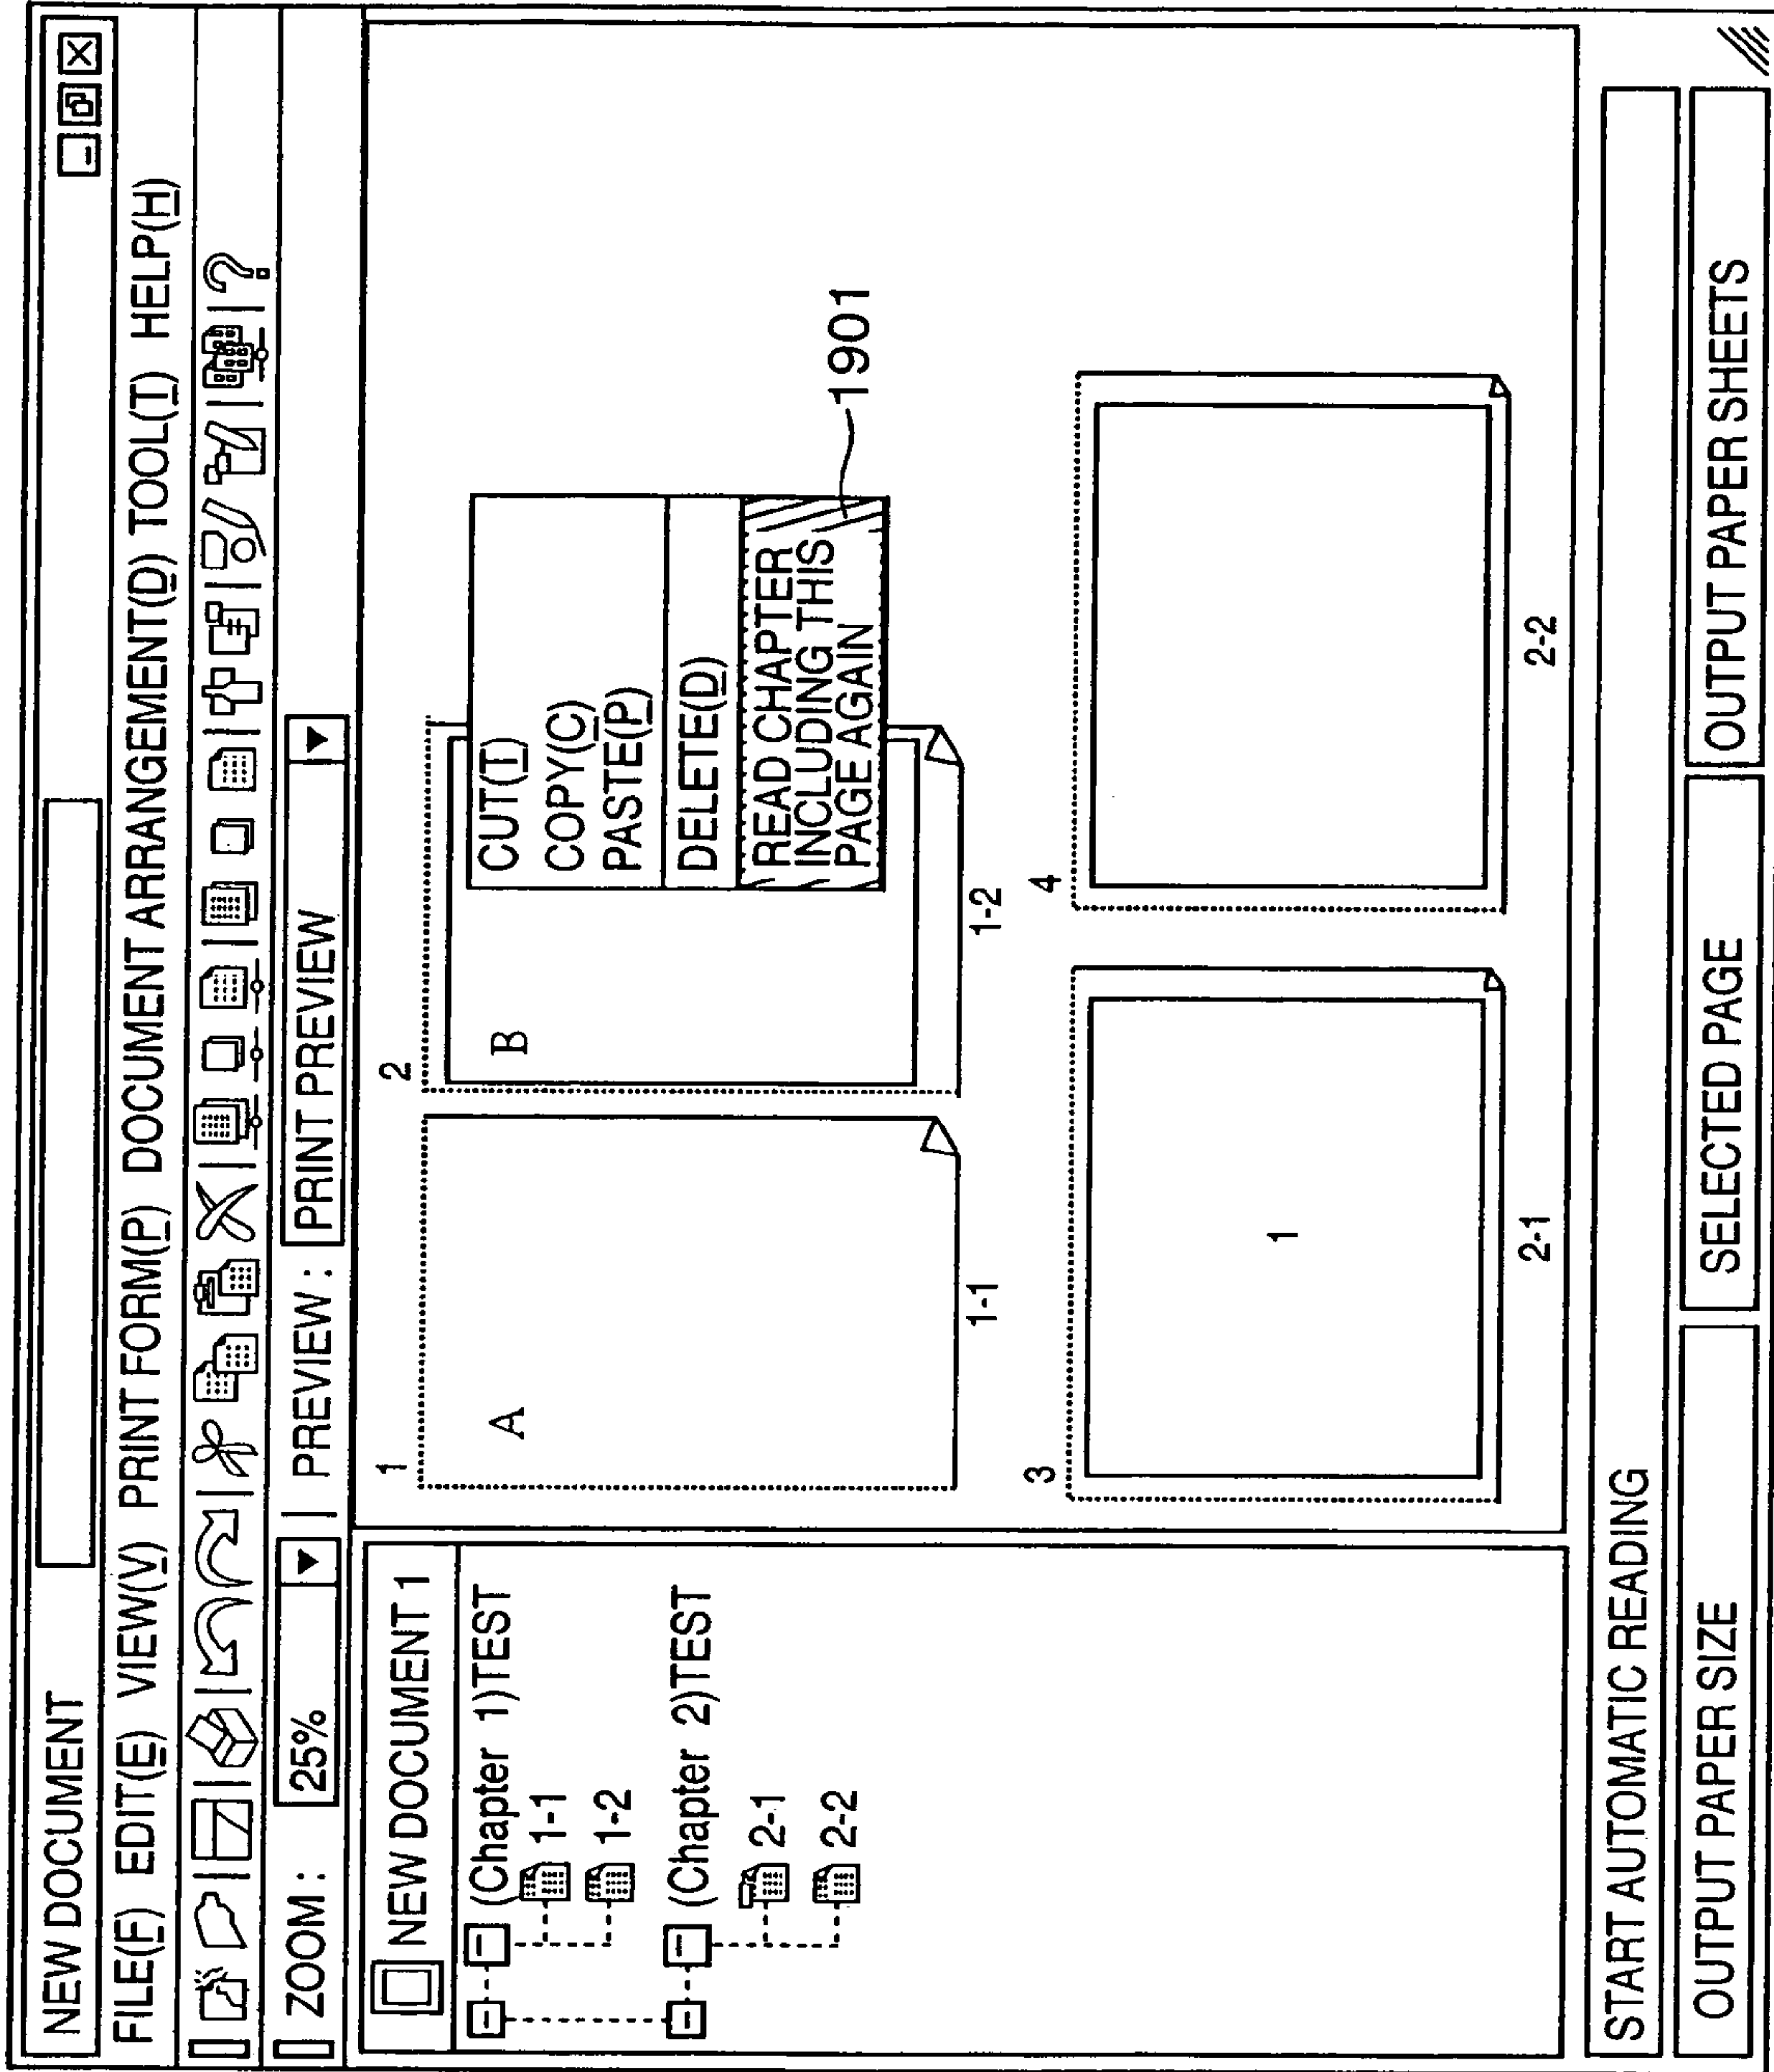 NEW DOCUMENT
FILE(F) EDIT(E) VIEW(V) PRINT FORM(P) DOCUMENT ARRANGEMENT(D) TOOL(T) HELP(H)
ZOOM : 25% PREVIEW : PRINT PREVIEW
NEW DOCUMENT 1
(Chapter 1)TEST
1-1
1-2
(Chapter 2)TEST
2-1
2-2
1
A
1-1
2
B
1-2
CUT(T)
COPY(C)
PASTE(P)
DELETE(D)
READ CHAPTER
INCLUDING THIS
PAGE AGAIN
1901
3
1
2-1
4
2-2
START AUTOMATIC READING
OUTPUT PAPER SIZE SELECTED PAGE OUTPUT PAPER SHEETS